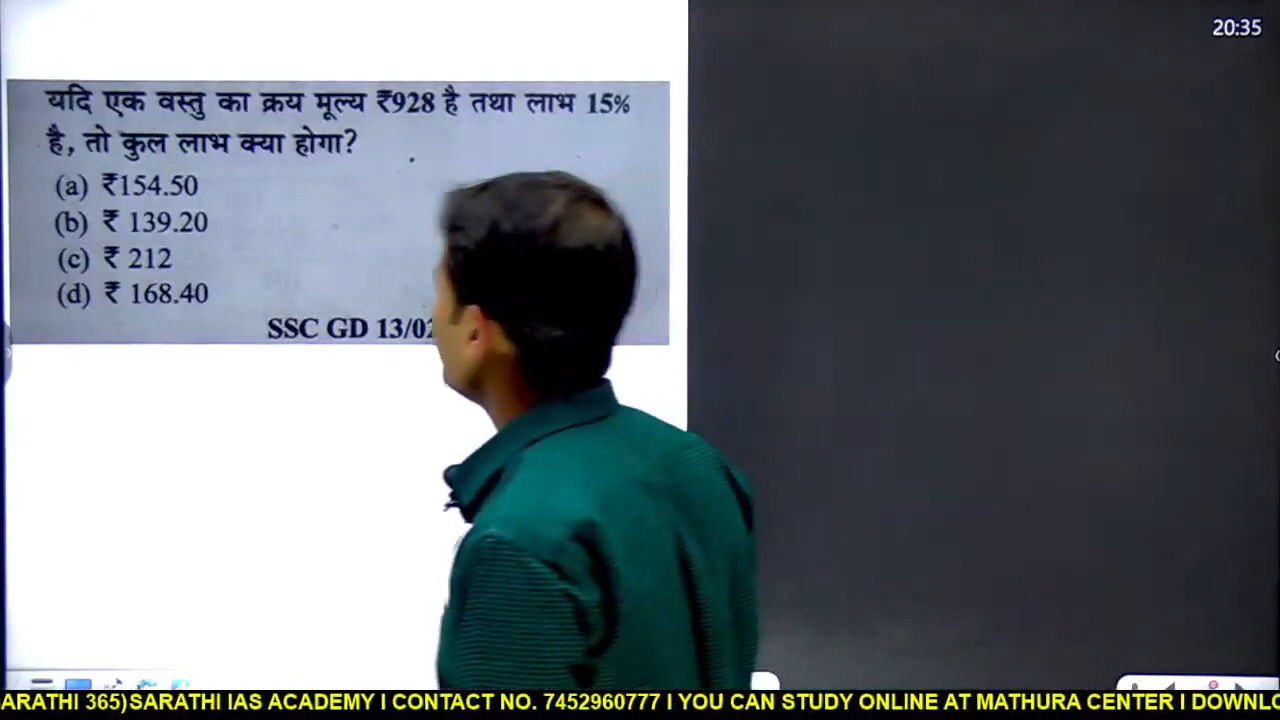 20:35
यदि एक वस्तु का क्रय मूल्य ₹928 है तथा लाभ 15%
है, तो कुल लाभ क्या होगा?
(a) ₹154.50
(b) ₹ 139.20
(c) ₹ 212
(d) ₹ 168.40
SSC GD 13/02
ARATHI 365)SARATHI IAS ACADEMY I CONTACT NO. 7452960777 I YOU CAN STUDY ONLINE AT MATHURA CENTER I DOWNLO